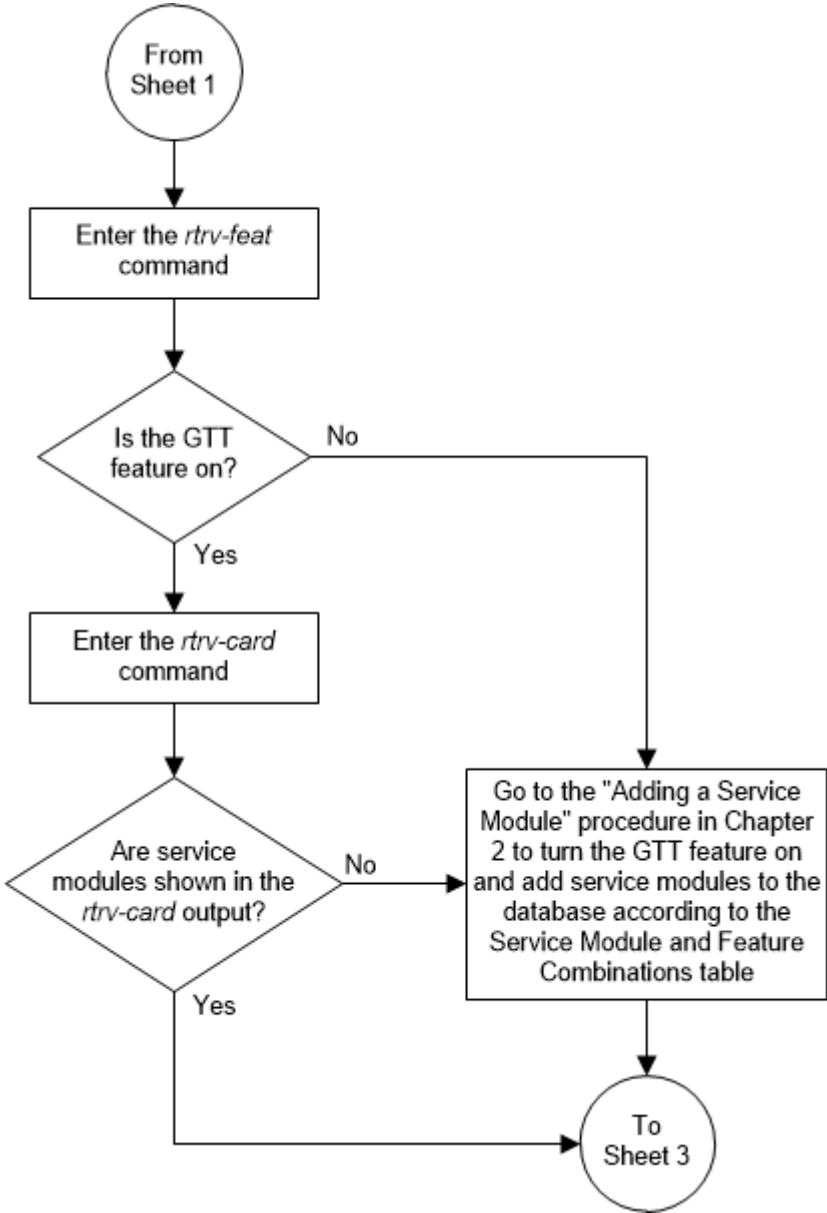 From
Sheet 1
Enter the rtrv-feat
command
Is the GTT
feature on?
No
Yes
Enter the rtrv-card
command
Are service
modules shown in the
rtrv-card output?
No
Yes
Go to the "Adding a Service
Module" procedure in Chapter
2 to turn the GTT feature on
and add service modules to the
database according to the
Service Module and Feature
Combinations table
To
Sheet 3